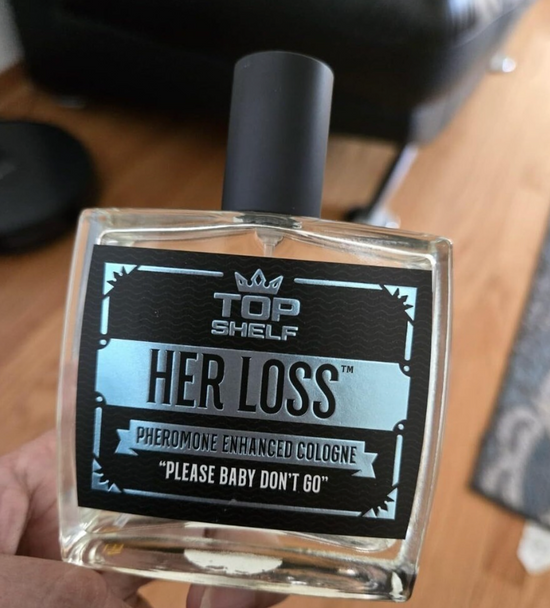 TOP
SHELF
HER LOSS™
PHEROMONE ENHANCED COLOGNE
"PLEASE BABY DON'T GO"